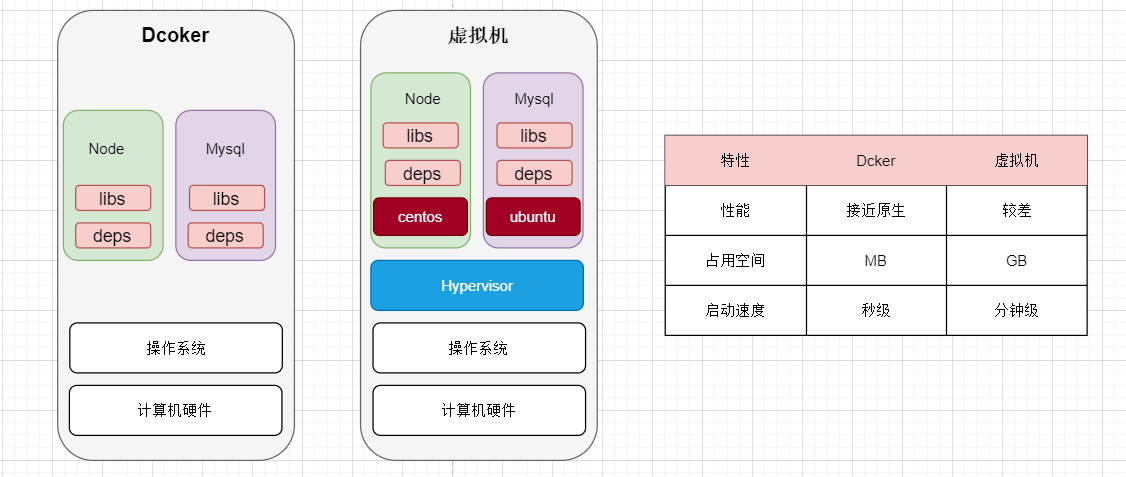 Dcoker
Node
Mysql
libs
libs
deps
deps
操作系统
计算机硬件
虚拟机
Node
Mysql
libs
libs
deps
deps
centos
ubuntu
Hypervisor
操作系统
计算机硬件
特性 Dcker 虚拟机
性能 接近原生 较差
占用空间 MB GB
启动速度 秒级 分钟级